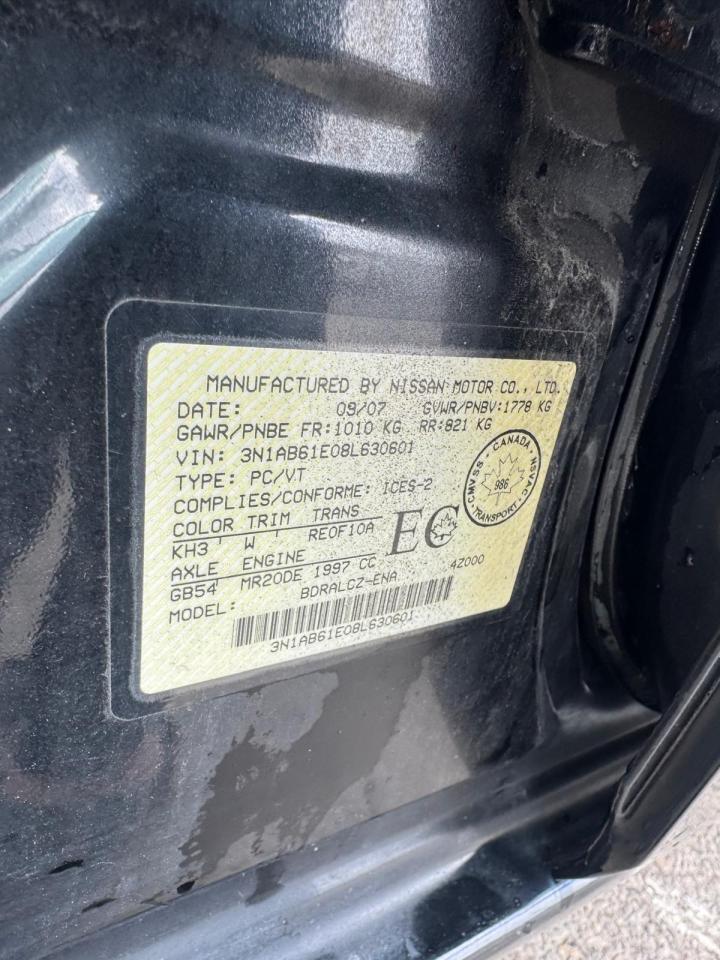 MANUFACTURED BY NISSAN MOTOR CO., LTD.
DATE: 09/07 GVWR/PNBV:1778 KG
GAWR/PNBE FR:1010 KG RR:821 KG
VIN: 3N1AB61E08L630601
TYPE: PC/VT
COMPLIES/CONFORME: ICES-2
COLOR TRIM TRANS
KH3 ' W ' RE0F10A
AXLE ENGINE
GB54' MR20DE 1997 CC 4Z000
MODEL: BDRALCZ-ENA
3N1AB61E08L630601
CMVSS - CANADA - NSVAC
986
TRANSPORT
EC